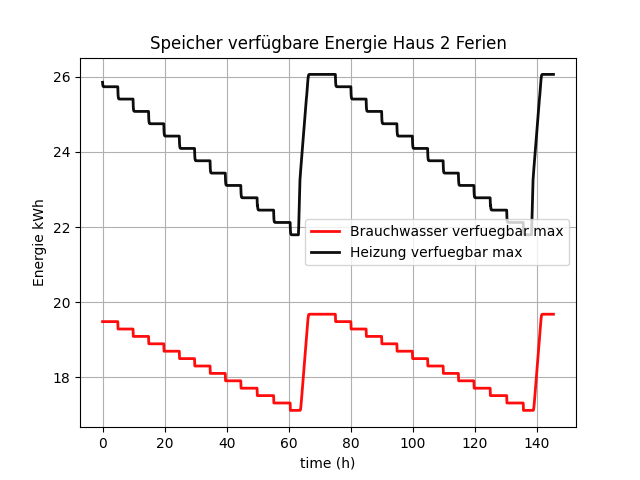 Speicher verfügbare Energie Haus 2 Ferien
26
24
22
20
18
Energie kWh
Brauchwasser verfuegbar max
Heizung verfuegbar max
0 20 40 60 80 100 120 140
time (h)